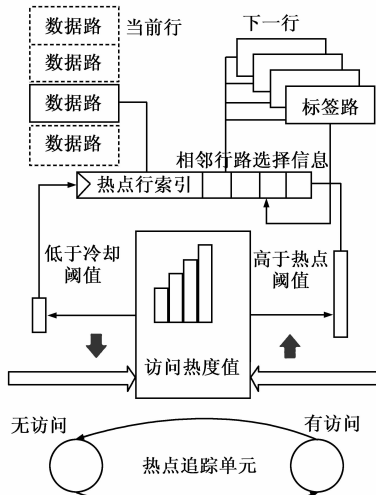 数据路
当前行
数据路
数据路
数据路
下一行
标签路
相邻行路选择信息
热点行索引
低于冷却
阈值
高于热点
阈值
访问热度值
无访问
有访问
热点追踪单元